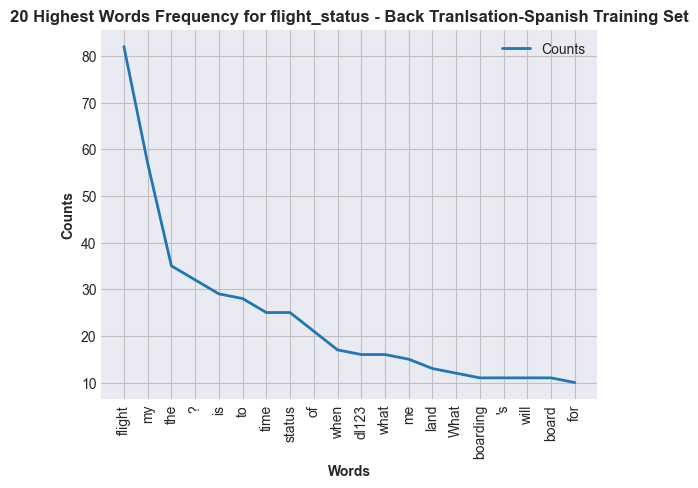 20 Highest Words Frequency for flight_status - Back Tranlsation-Spanish Training Set
Counts
80
70
60
50
40
30
20
10
Counts
flight
my
the
?
is
to
time
status
of
when
dl123
what
me
land
What
boarding
's
will
board
for
Words